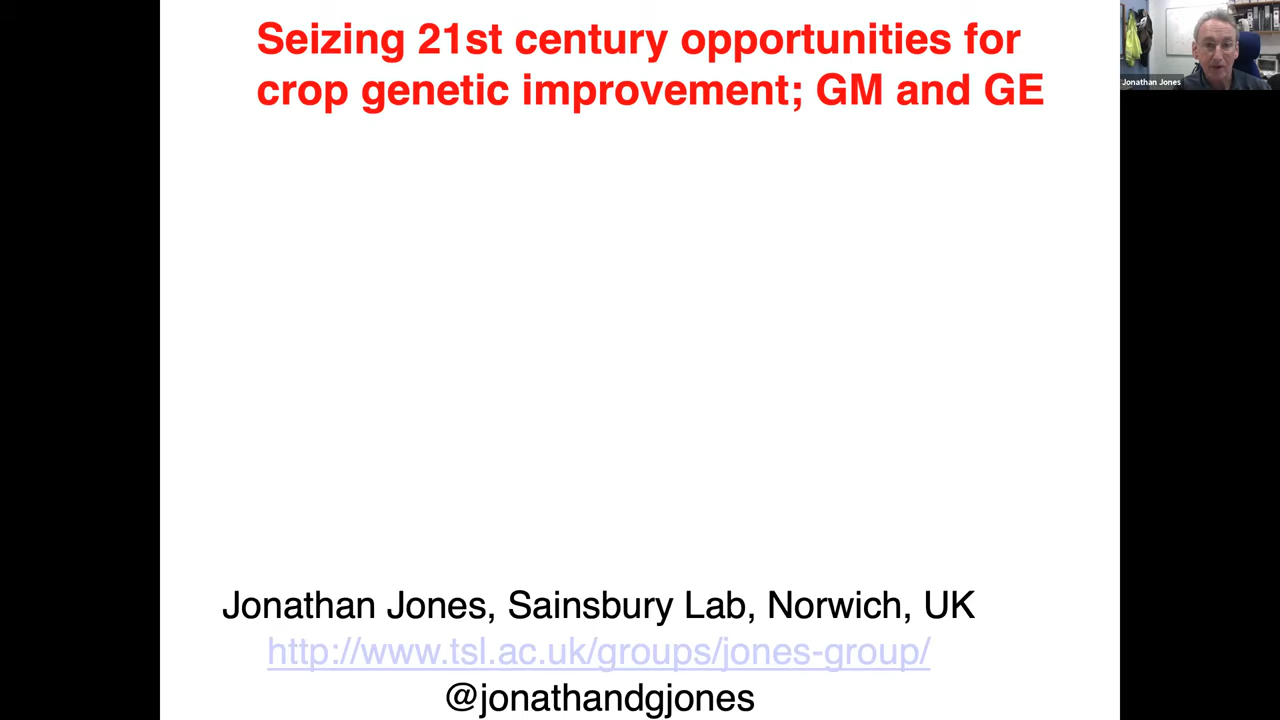 Seizing 21st century opportunities for
crop genetic improvement; GM and GE
Jonathan Jones
Jonathan Jones, Sainsbury Lab, Norwich, UK
http://www.tsl.ac.uk/groups/jones-group/
@jonathandgjones